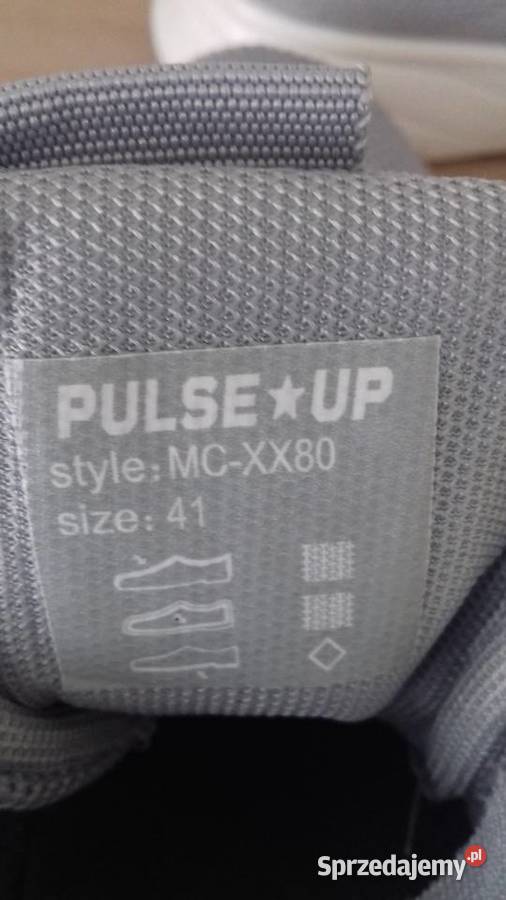 PULSE★UP
style: MC-XX80
size: 41
Sprzedajemy.pl